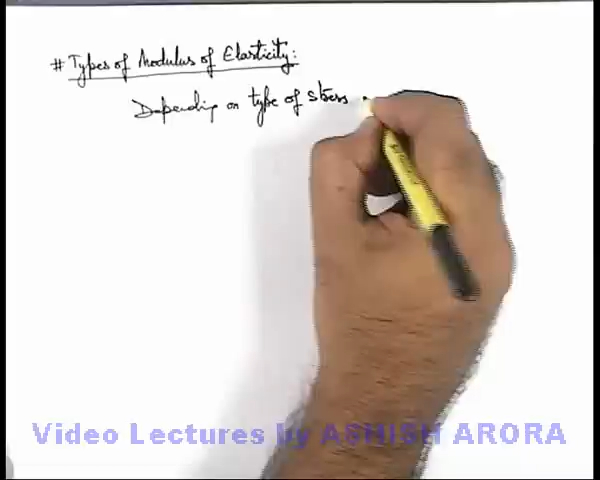 # Types of Modulus of Elasticity:
Depending on type of stress
Video Lectures by ASHISH ARORA